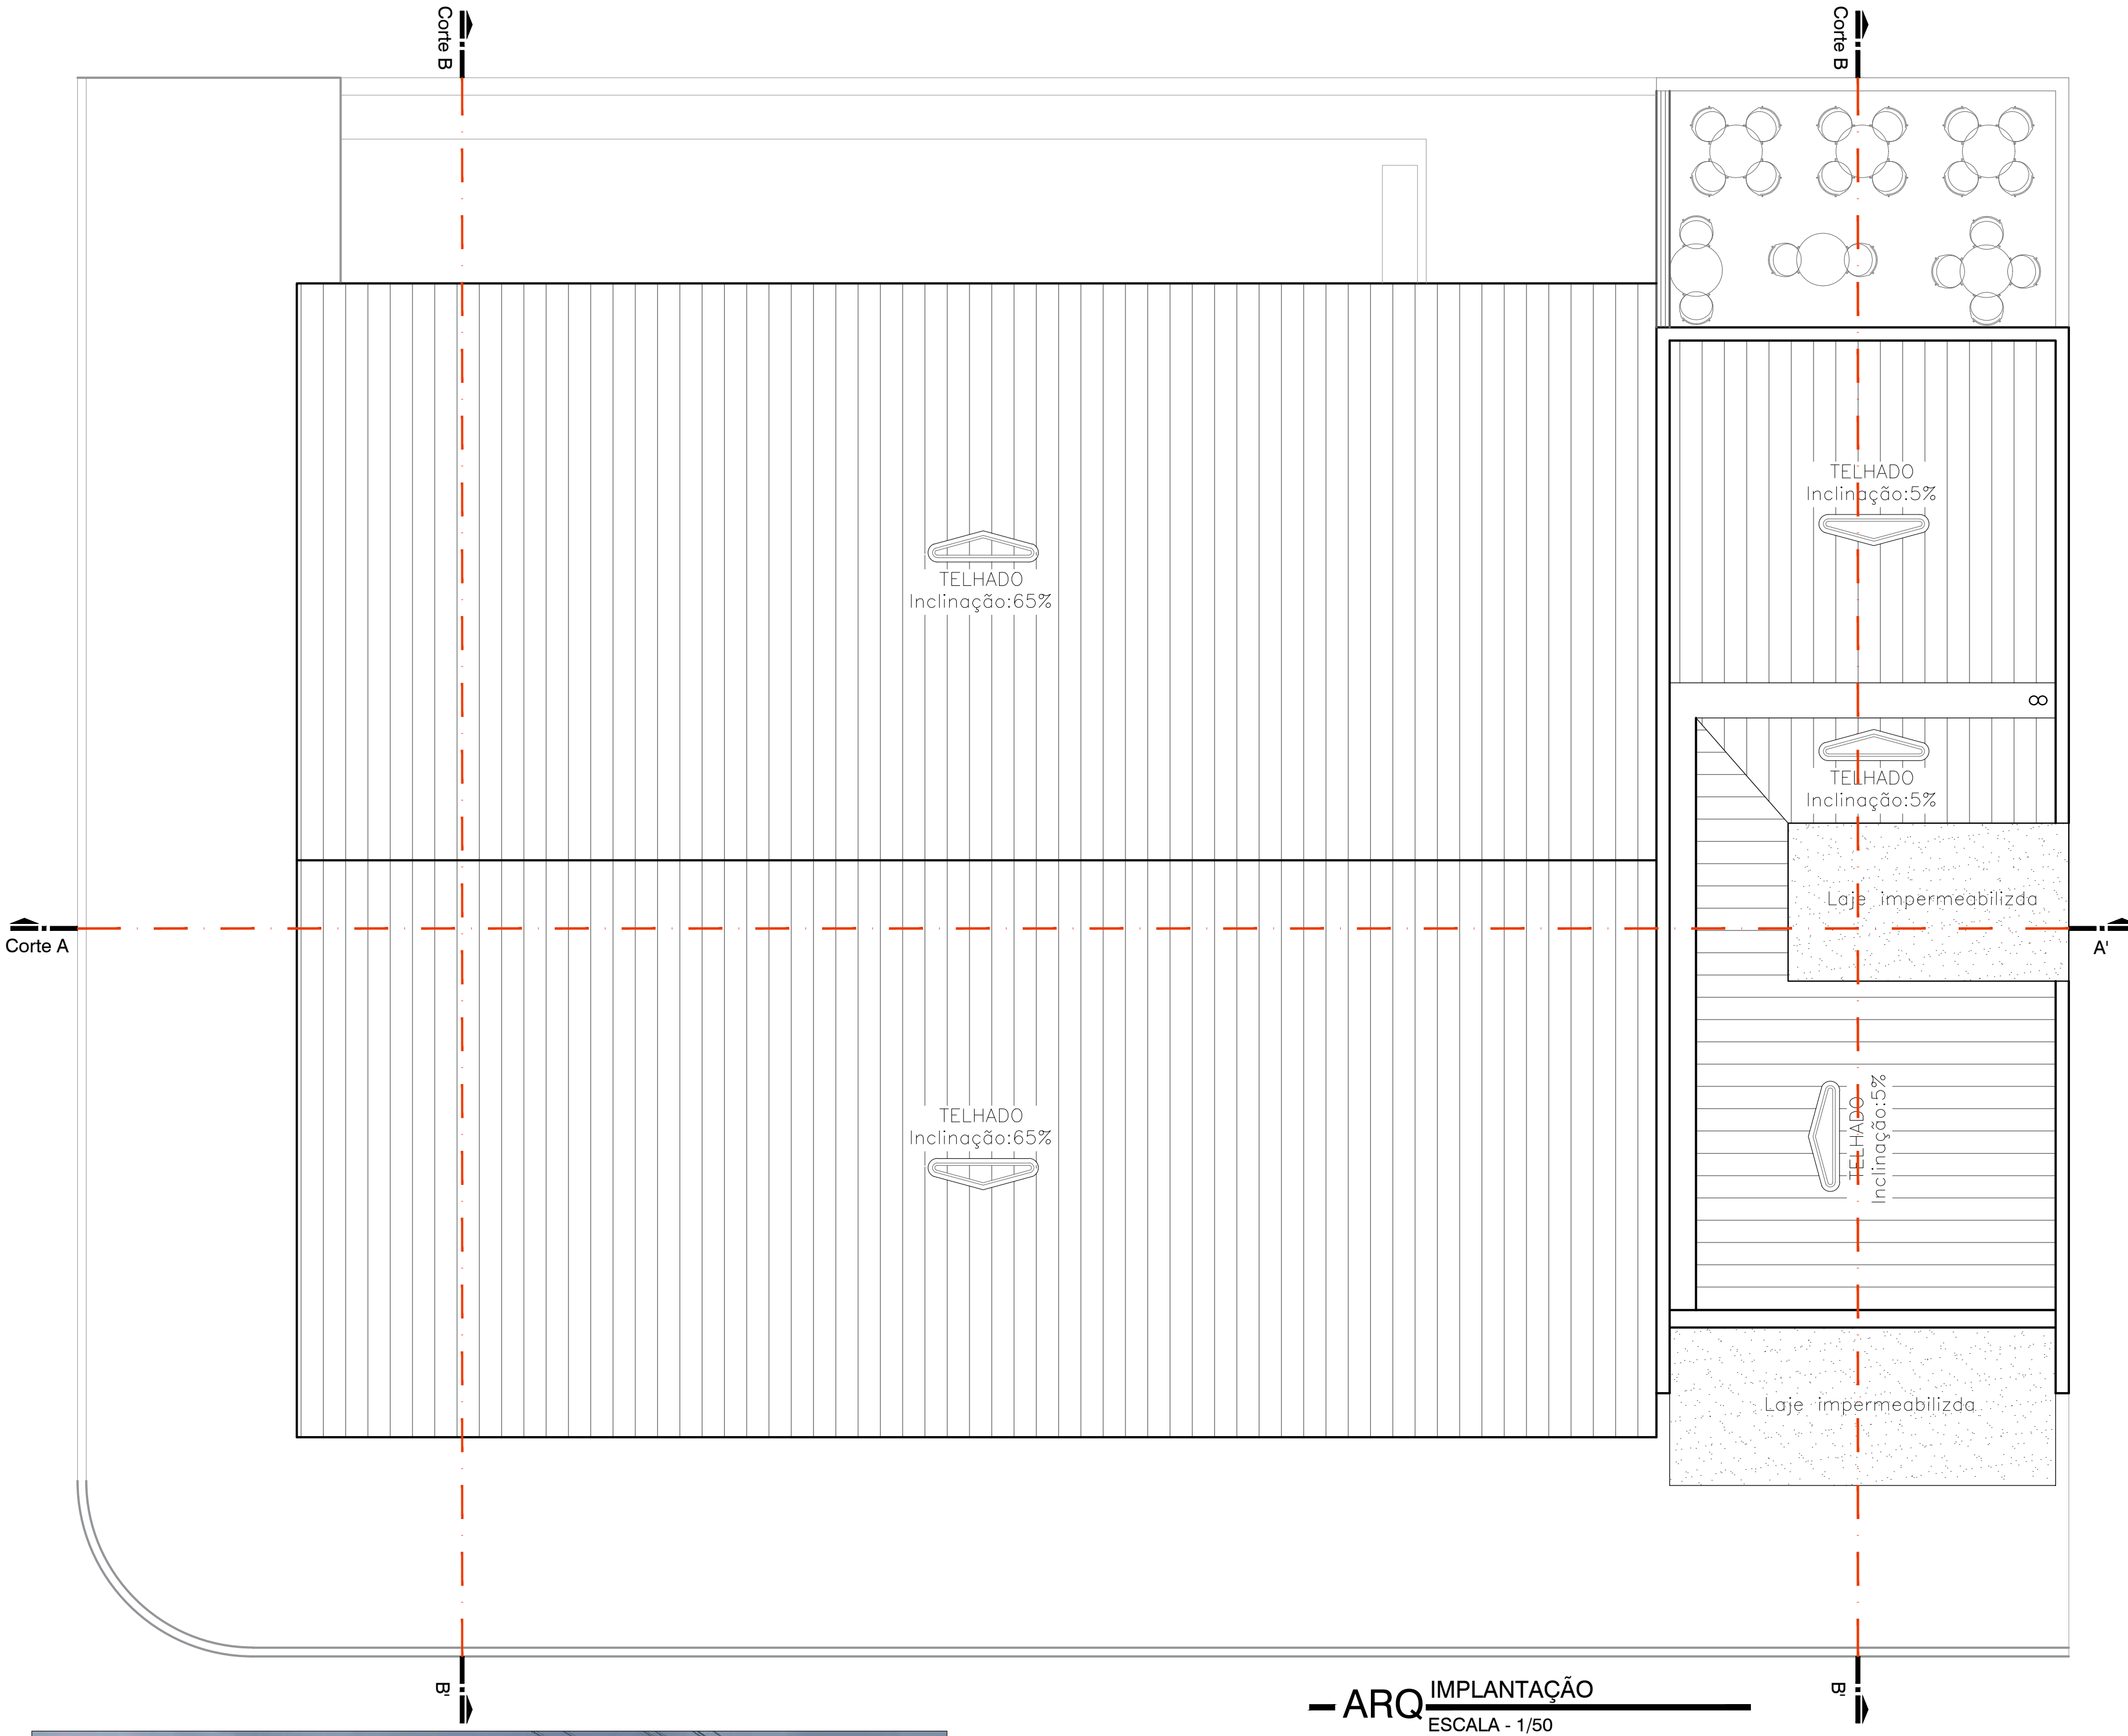 Corte B
Corte B
TELHADO
Inclinação:5%
TELHADO
Inclinação:65%
8
TELHADO
Inclinação:5%
Laje impermeabilizda
Corte A
A'
TELHADO
Inclinação:5%
TELHADO
Inclinação:65%
Laje impermeabilizda
B'
B'
ARQ
IMPLANTAÇÃO
ESCALA - 1/50